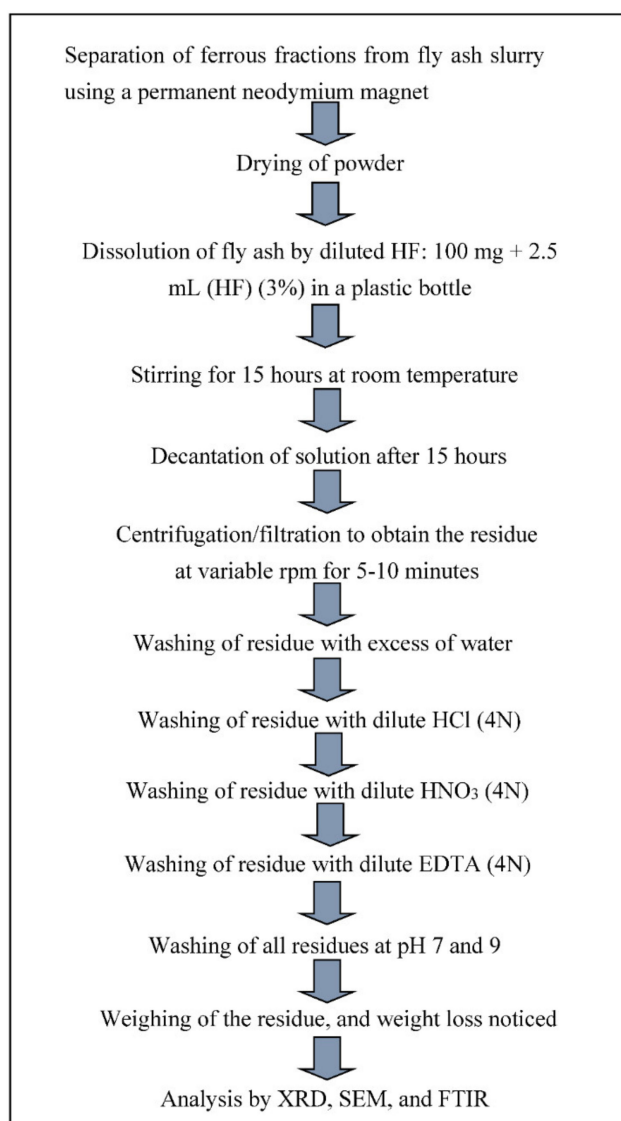 Separation of ferrous fractions from fly ash slurry
using a permanent neodymium magnet
Drying of powder
Dissolution of fly ash by diluted HF: 100 mg + 2.5
mL (HF) (3%) in a plastic bottle
Stirring for 15 hours at room temperature
Decantation of solution after 15 hours
Centrifugation/filtration to obtain the residue
at variable rpm for 5-10 minutes
Washing of residue with excess of water
Washing of residue with dilute HCl (4N)
Washing of residue with dilute HNO₃ (4N)
Washing of residue with dilute EDTA (4N)
Washing of all residues at pH 7 and 9
Weighing of the residue, and weight loss noticed
Analysis by XRD, SEM, and FTIR